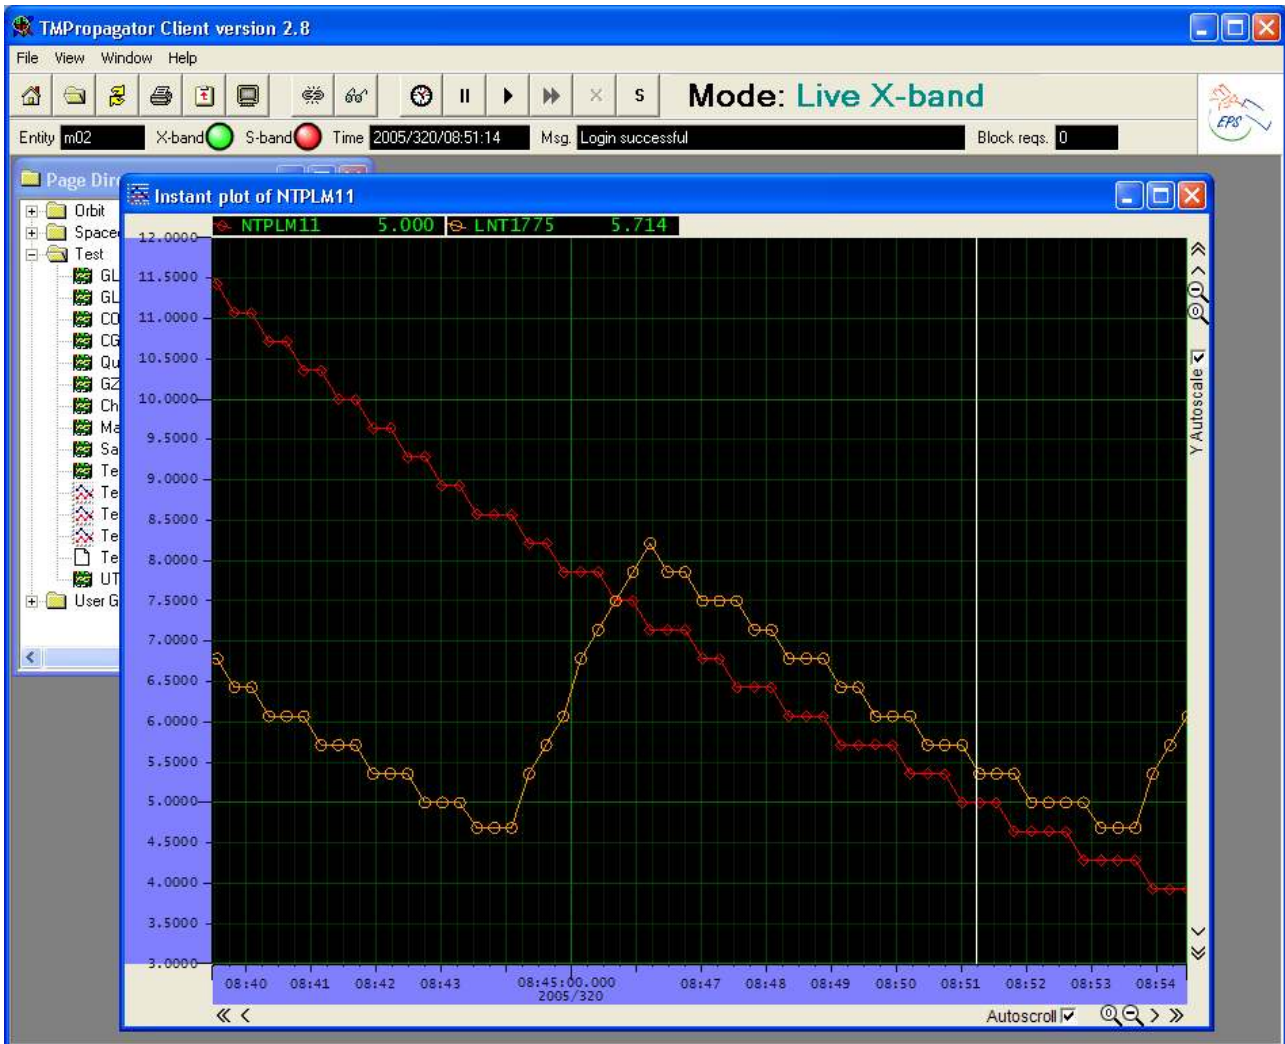 TMPropagator Client version 2.8
File View Window Help
S Mode: Live X-band
EPS
Entity m02 X-band S-band Time 2005/320/08:51:14 Msg. Login successful Block reqs. 0
Page Dire
Instant plot of NTPLM11
Orbit
Spacec
Test
GL
GL
CO
CG
Qu
GZ
Ch
Ma
Sa
Te
Te
Te
Te
Te
UT
User G
NTPLM11 5.000 LNT1775 5.714
12.0000
11.5000
11.0000
10.5000
10.0000
9.5000
9.0000
8.5000
8.0000
7.5000
7.0000
6.5000
6.0000
5.5000
5.0000
4.5000
4.0000
3.5000
3.0000
Y Autoscale
08:40 08:41 08:42 08:43 08:45:00.000 08:47 08:48 08:49 08:50 08:51 08:52 08:53 08:54
2005/320
Autoscroll